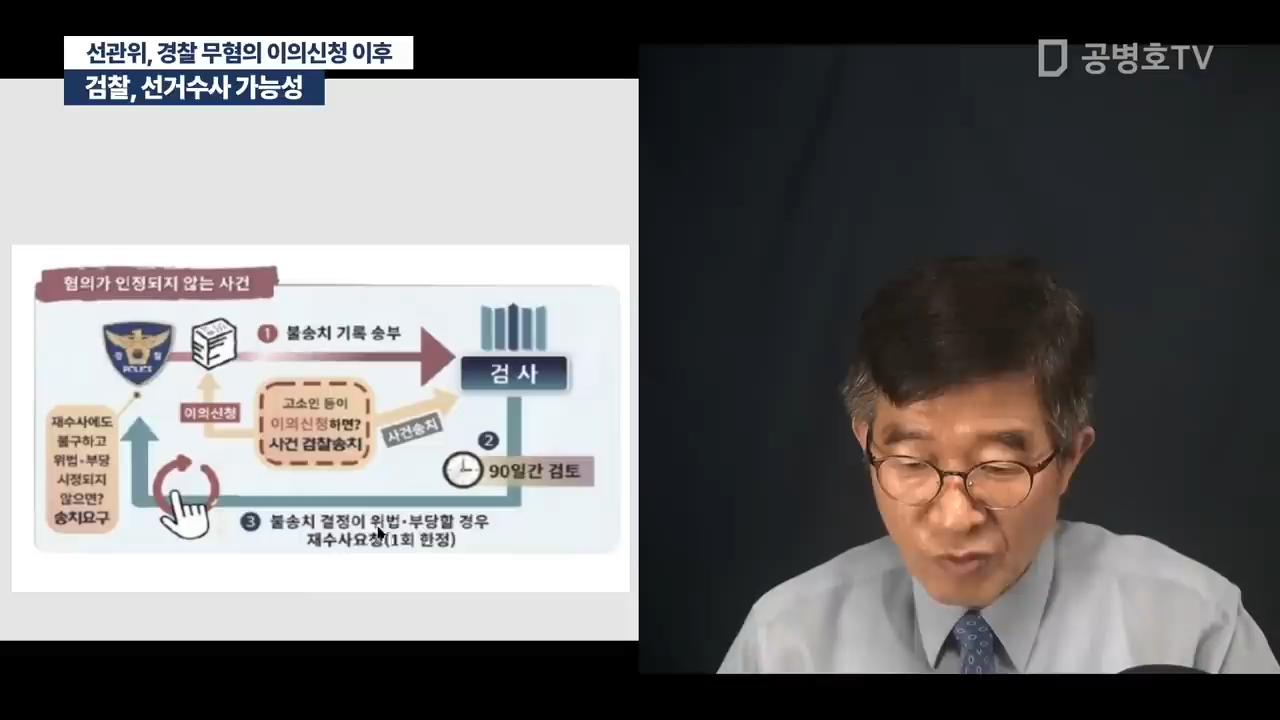 선관위, 경찰 무혐의 이의신청 이후
검찰, 선거수사 가능성
공병호TV
혐의가 인정되지 않는 사건
1 불송치 기록 송부
경 찰
POLICE
검 사
이의신청
고소인 등이
이의신청하면?
사건 검찰송치
사건송치
재수사에도
불구하고
위법·부당
시정되지
않으면?
송치요구
2
90일간 검토
3 불송치 결정이 위법·부당할 경우
재수사요청(1회 한정)